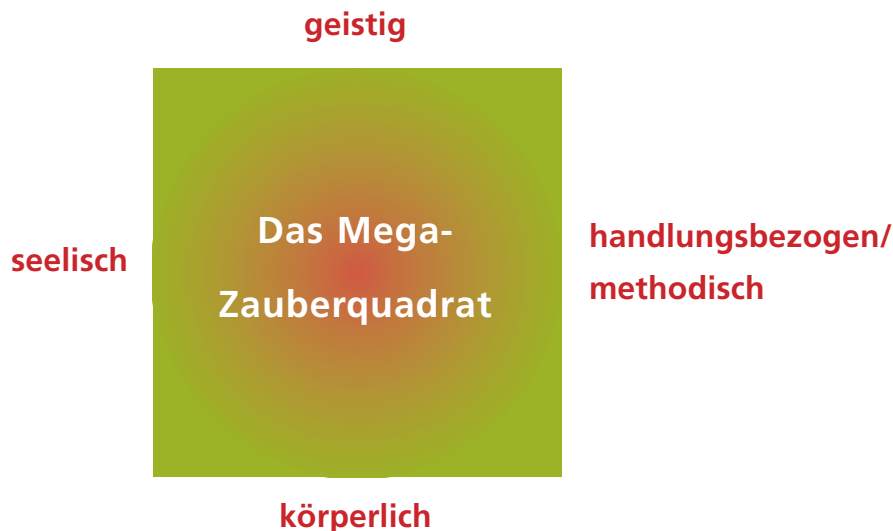 geistig
seelisch
Das Mega-
Zauberquadrat
handlungsbezogen/
methodisch
körperlich